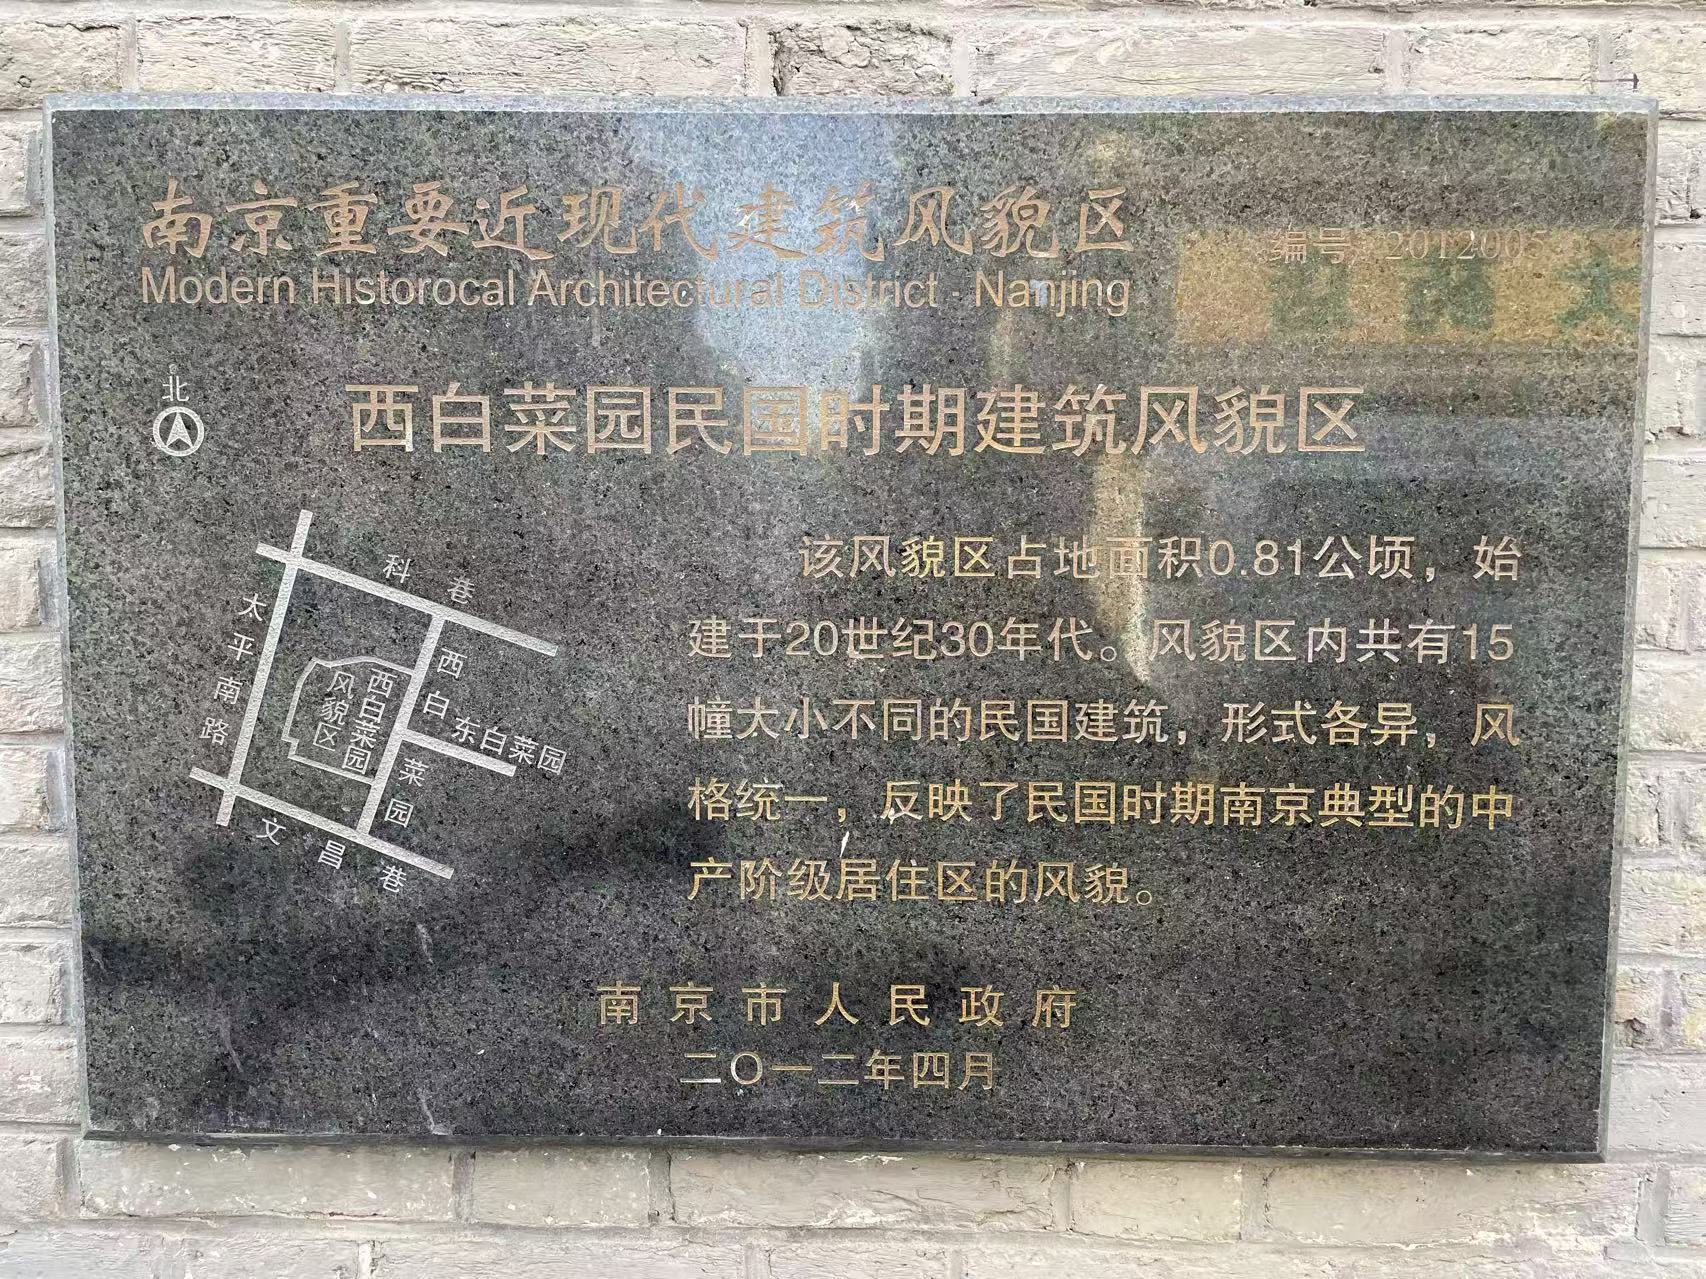 南京重要近现代建筑风貌区
Modern Historocal Architectural District · Nanjing
编号：2012005
北
西白菜园民国时期建筑风貌区
科巷
太平南路
西白菜园
东白菜园
西白菜园
风貌区
文昌巷
该风貌区占地面积0.81公顷，始
建于20世纪30年代。风貌区内共有15
幢大小不同的民国建筑，形式各异，风
格统一，反映了民国时期南京典型的中
产阶级居住区的风貌。
南京市人民政府
二〇一二年四月